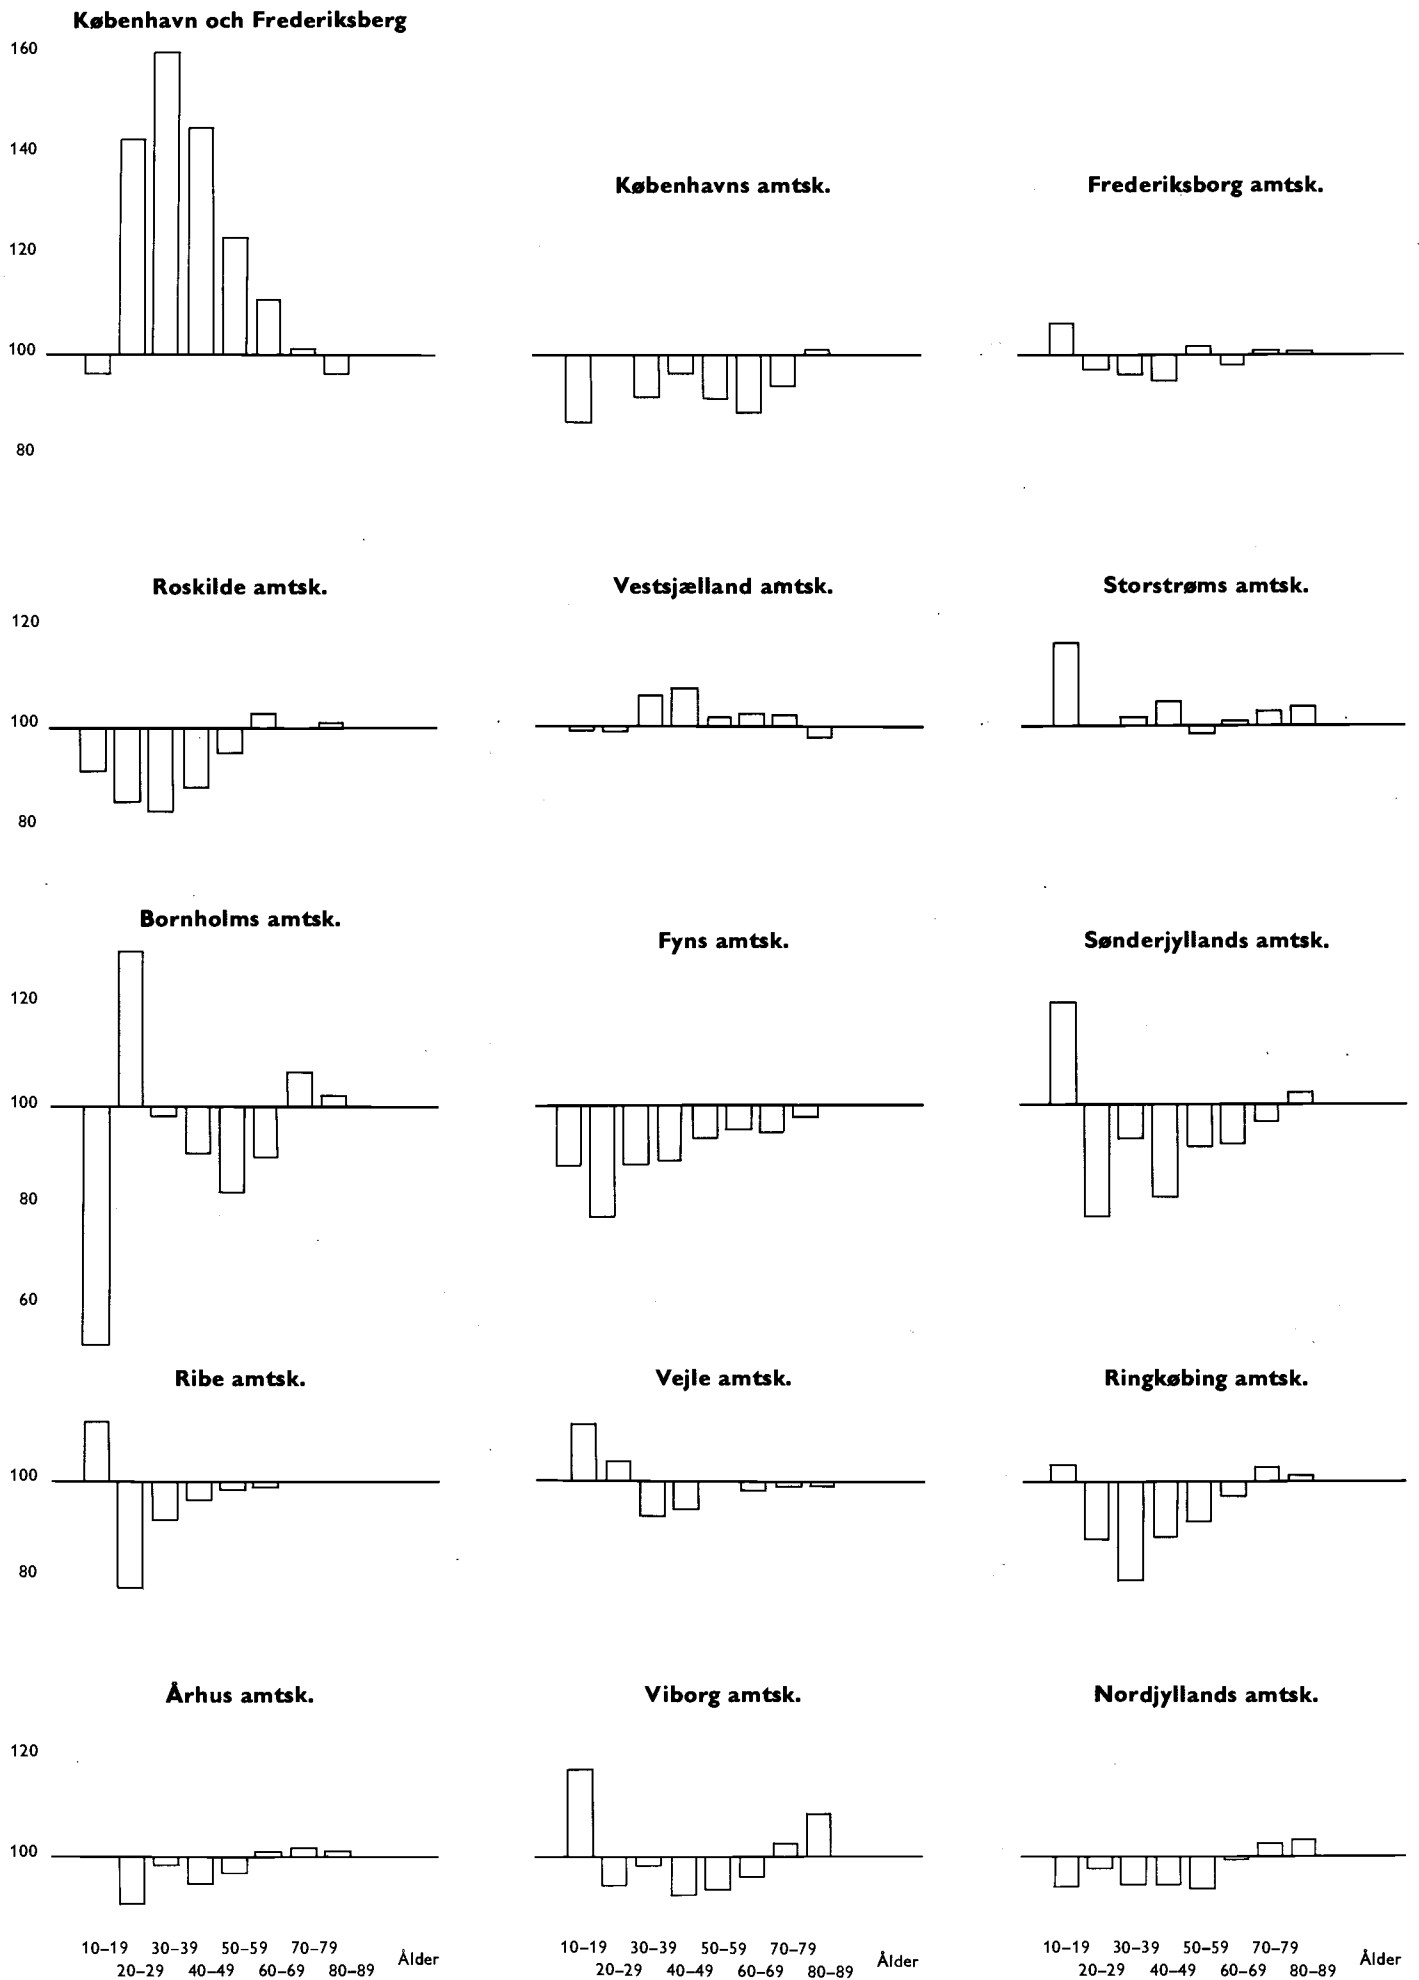 København och Frederiksberg
160
140
120
100
80
Københavns amtsk.
Frederiksborg amtsk.
Roskilde amtsk.
Vestsjælland amtsk.
Storstrøms amtsk.
120
100
80
Bornholms amtsk.
Fyns amtsk.
Sønderjyllands amtsk.
120
100
80
60
Ribe amtsk.
Vejle amtsk.
Ringkøbing amtsk.
100
80
Århus amtsk.
Viborg amtsk.
Nordjyllands amtsk.
120
100
10–19 30–39 50–59 70–79
20–29 40–49 60–69 80–89 Ålder
10–19 30–39 50–59 70–79
20–29 40–49 60–69 80–89 Ålder
10–19 30–39 50–59 70–79
20–29 40–49 60–69 80–89 Ålder